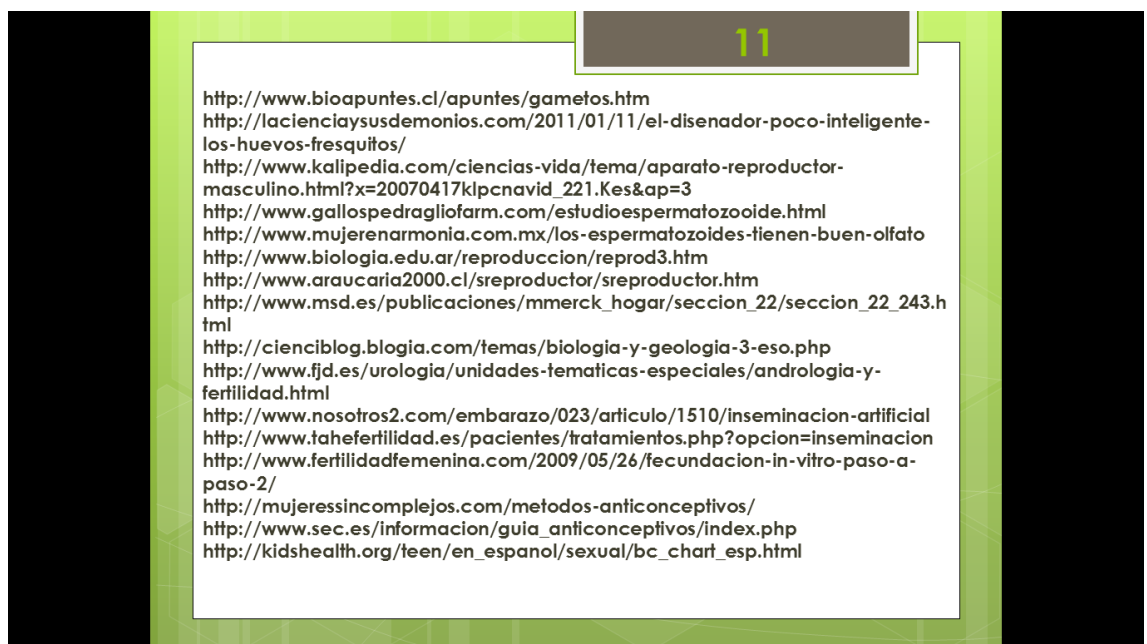 11
http://www.bioapuntes.cl/apuntes/gametos.htm
http://lacienciaysusdemonios.com/2011/01/11/el-disenador-poco-inteligente-
los-huevos-fresquitos/
http://www.kalipedia.com/ciencias-vida/tema/aparato-reproductor-
masculino.html?x=20070417klpcnavid_221.Kes&ap=3
http://www.gallospedragliofarm.com/estudioespermatozooide.html
http://www.mujerenarmonia.com.mx/los-espermatozoides-tienen-buen-olfato
http://www.biologia.edu.ar/reproduccion/reprod3.htm
http://www.araucaria2000.cl/sreproductor/sreproductor.htm
http://www.msd.es/publicaciones/mmerck_hogar/seccion_22/seccion_22_243.h
tml
http://cienciblog.blogia.com/temas/biologia-y-geologia-3-eso.php
http://www.fjd.es/urologia/unidades-tematicas-especiales/andrologia-y-
fertilidad.html
http://www.nosotros2.com/embarazo/023/articulo/1510/inseminacion-artificial
http://www.tahefertilidad.es/pacientes/tratamientos.php?opcion=inseminacion
http://www.fertilidadfemenina.com/2009/05/26/fecundacion-in-vitro-paso-a-
paso-2/
http://mujeressincomplejos.com/metodos-anticonceptivos/
http://www.sec.es/informacion/guia_anticonceptivos/index.php
http://kidshealth.org/teen/en_espanol/sexual/bc_chart_esp.html